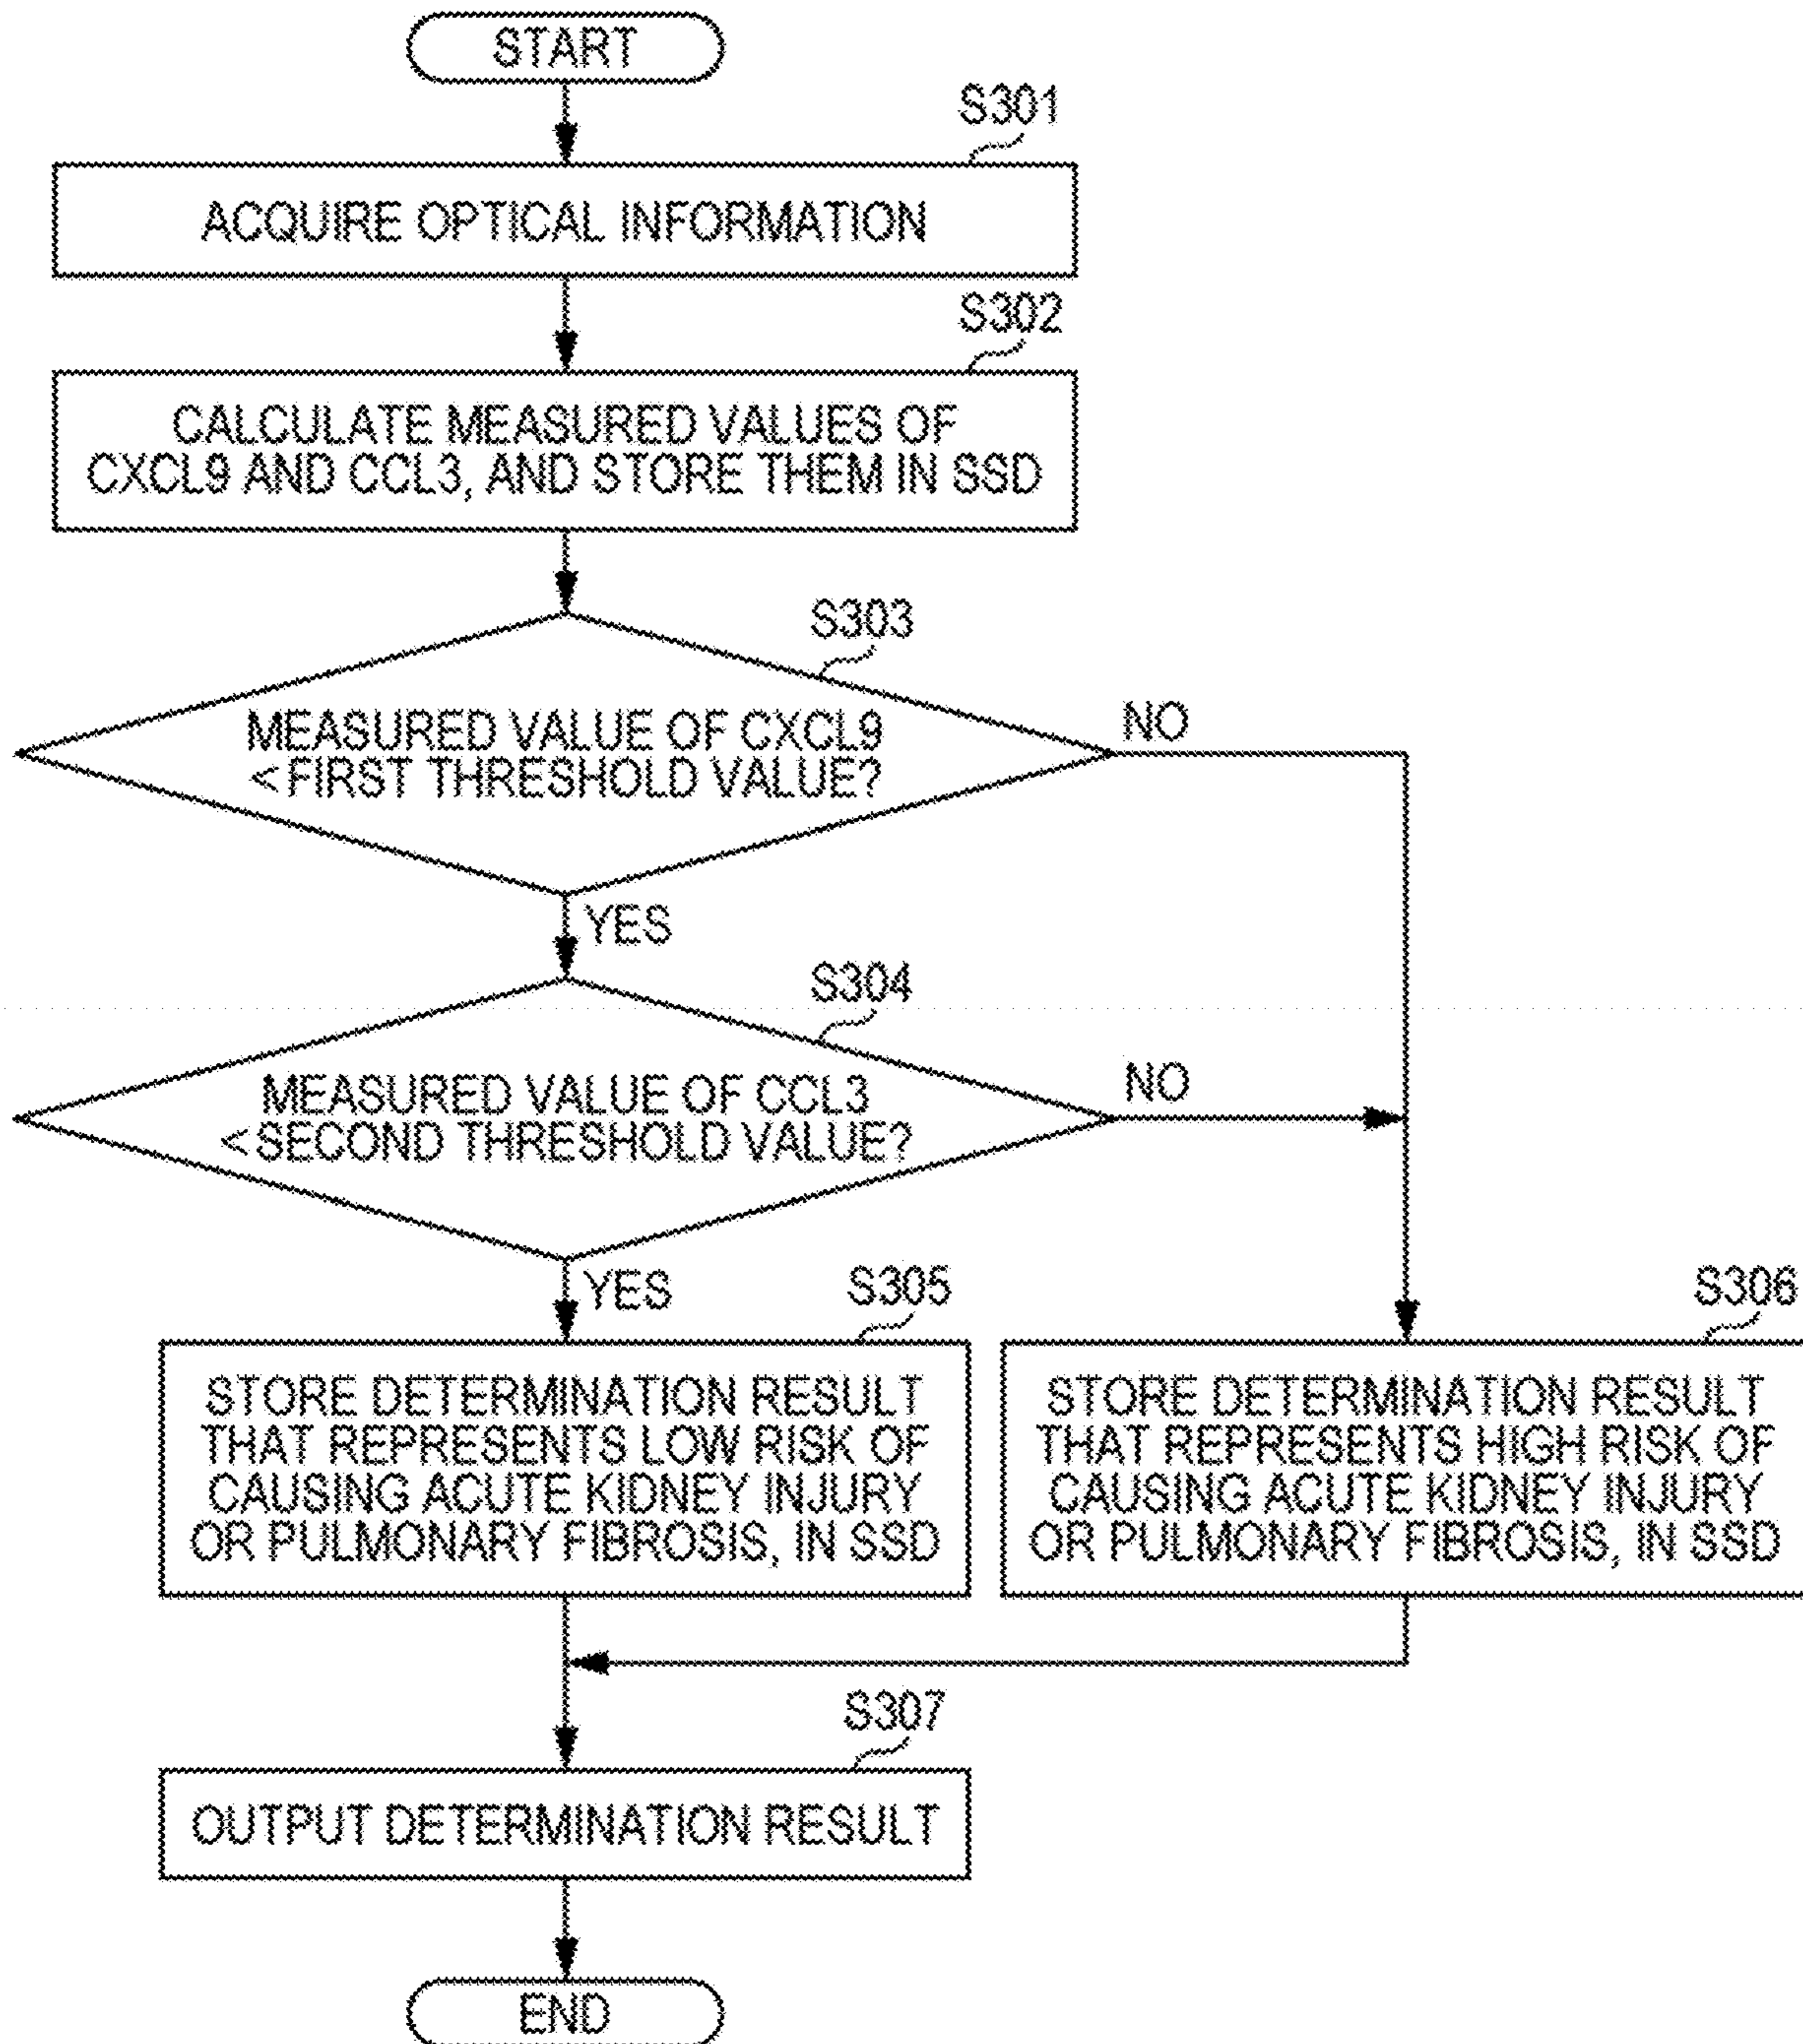 START
S301
ACQUIRE OPTICAL INFORMATION
S302
CALCULATE MEASURED VALUES OF
CXCL9 AND CCL3, AND STORE THEM IN SSD
S303
MEASURED VALUE OF CXCL9
< FIRST THRESHOLD VALUE?
NO
YES
S304
MEASURED VALUE OF CCL3
< SECOND THRESHOLD VALUE?
NO
YES
S305
STORE DETERMINATION RESULT
THAT REPRESENTS LOW RISK OF
CAUSING ACUTE KIDNEY INJURY
OR PULMONARY FIBROSIS, IN SSD
S306
STORE DETERMINATION RESULT
THAT REPRESENTS HIGH RISK OF
CAUSING ACUTE KIDNEY INJURY
OR PULMONARY FIBROSIS, IN SSD
S307
OUTPUT DETERMINATION RESULT
END